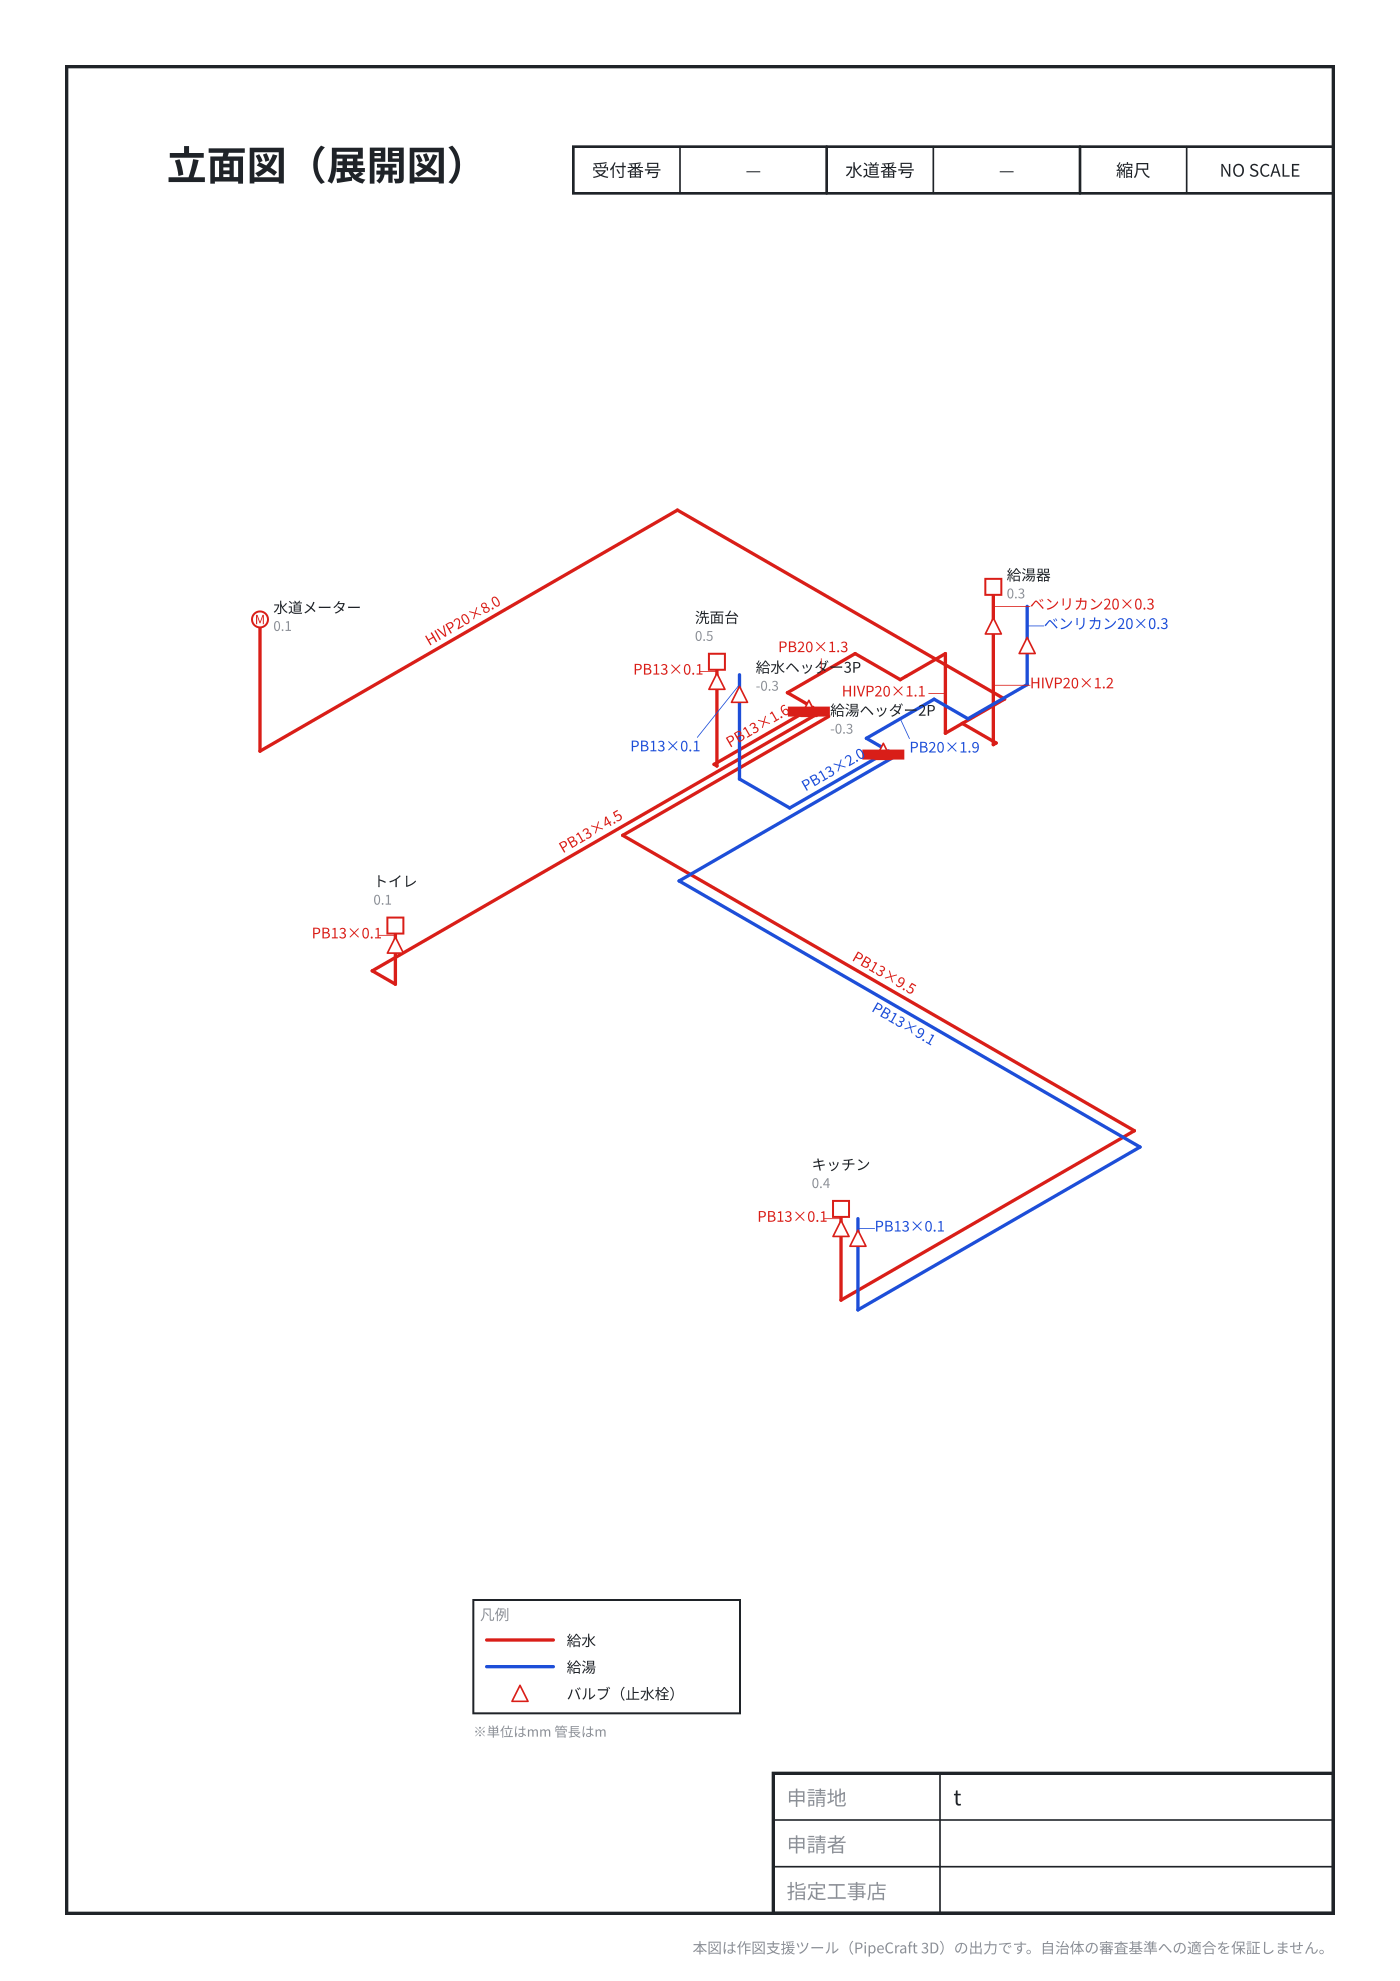 立面図（展開図）
受付番号 — 水道番号 — 縮尺 NO SCALE
給湯器
0.3
ベンリカン20×0.3
ベンリカン20×0.3
水道メーター
0.1
M
HIVP20×8.0
洗面台
0.5
PB20×1.3
PB13×0.1
給水ヘッダー3P
-0.3
HIVP20×1.1
HIVP20×1.2
給湯ヘッダー2P
-0.3
PB13×1.6
PB13×0.1
PB20×1.9
PB13×2.0
PB13×4.5
トイレ
0.1
PB13×0.1
PB13×9.5
PB13×9.1
キッチン
0.4
PB13×0.1
PB13×0.1
凡例
給水
給湯
バルブ（止水栓）
※単位はmm 管長はm
申請地 t
申請者
指定工事店
本図は作図支援ツール（PipeCraft 3D）の出力です。自治体の審査基準への適合を保証しません。